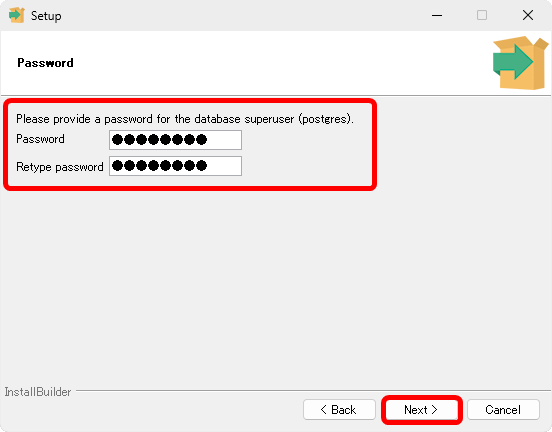 Setup
Password
Please provide a password for the database superuser (postgres).
Password ●●●●●●●●
Retype password ●●●●●●●●
InstallBuilder
< Back Next > Cancel